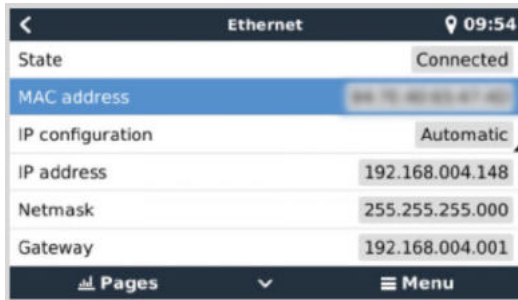 Ethernet 09:54
State Connected
MAC address
IP configuration Automatic
IP address 192.168.004.148
Netmask 255.255.255.000
Gateway 192.168.004.001
Pages Menu